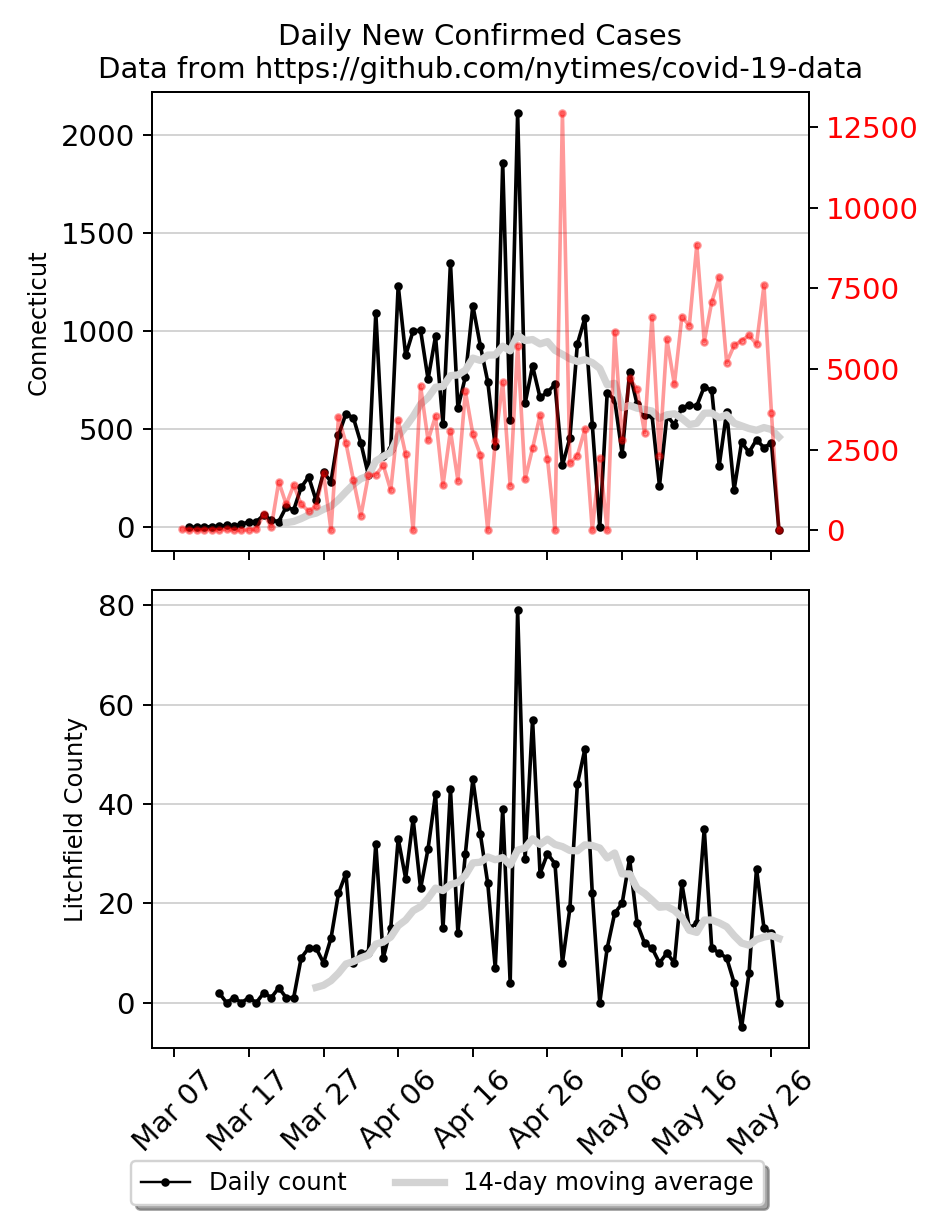 Daily New Confirmed Cases
Data from https://github.com/nytimes/covid-19-data
Connecticut
2000
1500
1000
500
0
12500
10000
7500
5000
2500
0
Litchfield County
80
60
40
20
0
Mar 07 Mar 17 Mar 27 Apr 06 Apr 16 Apr 26 May 06 May 16 May 26
Daily count 14-day moving average